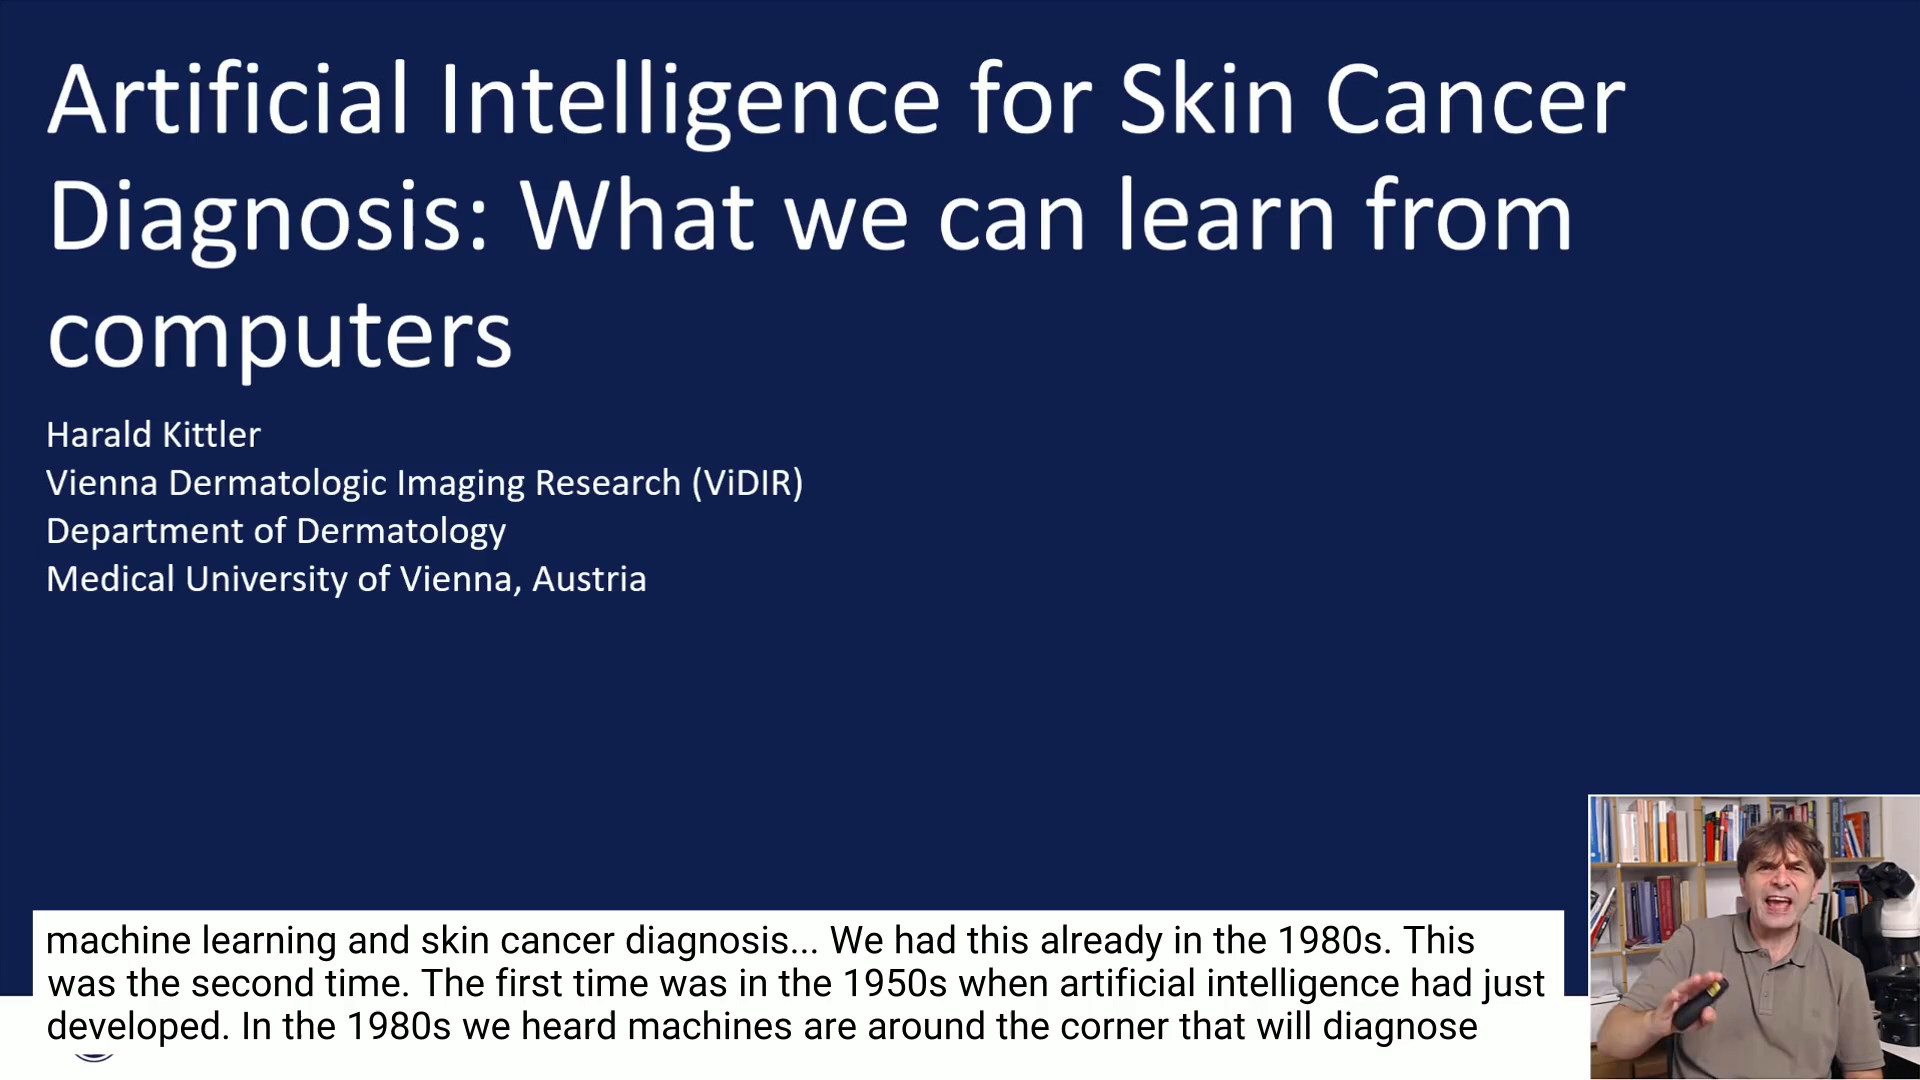 Artificial Intelligence for Skin Cancer
Diagnosis: What we can learn from
computers
Harald Kittler
Vienna Dermatologic Imaging Research (ViDIR)
Department of Dermatology
Medical University of Vienna, Austria
machine learning and skin cancer diagnosis... We had this already in the 1980s. This
was the second time. The first time was in the 1950s when artificial intelligence had just
developed. In the 1980s we heard machines are around the corner that will diagnose